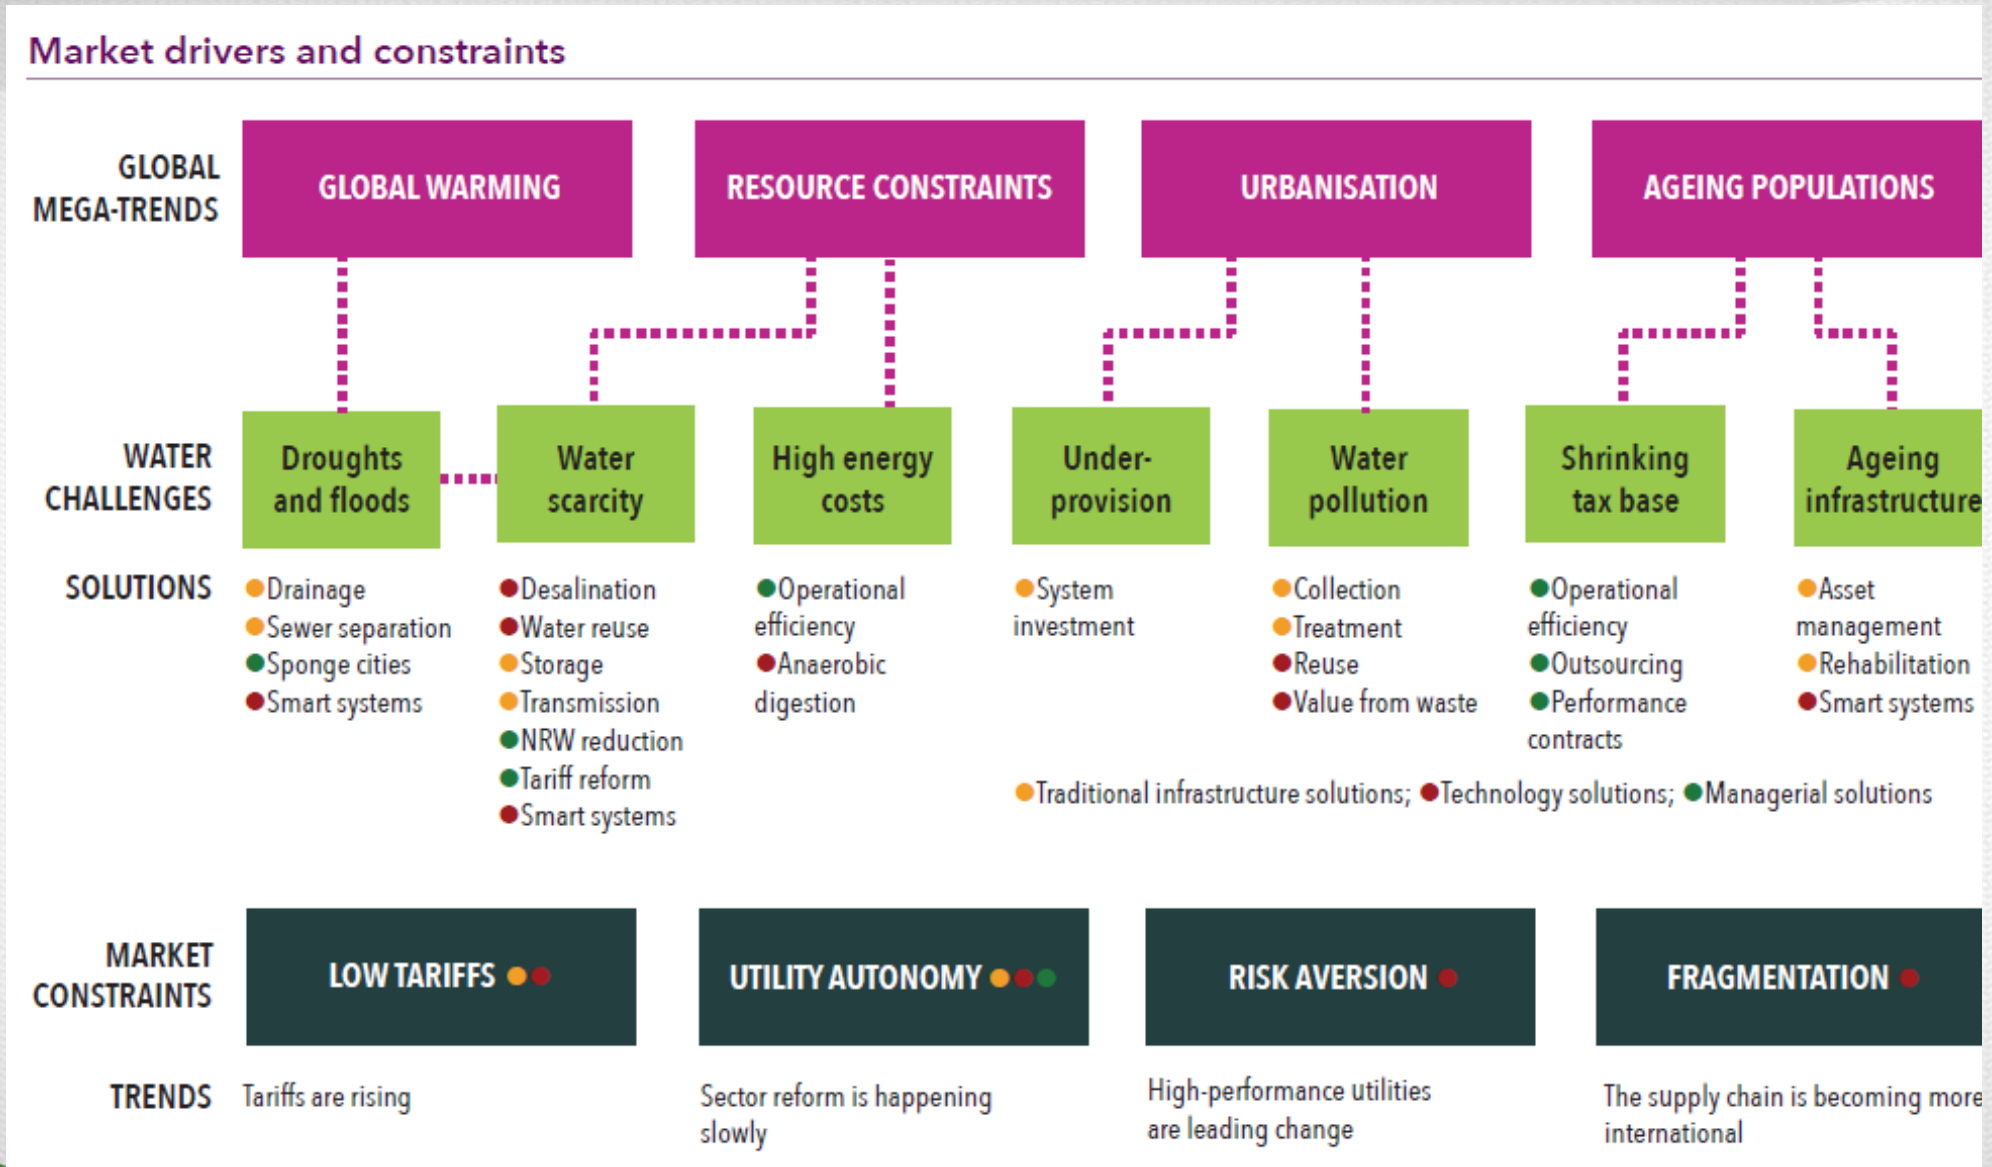 Market drivers and constraints
GLOBAL
MEGA-TRENDS
GLOBAL WARMING
RESOURCE CONSTRAINTS
URBANISATION
AGEING POPULATIONS
WATER
CHALLENGES
Droughts
and floods
Water
scarcity
High energy
costs
Under-
provision
Water
pollution
Shrinking
tax base
Ageing
infrastructure
SOLUTIONS
Drainage
Sewer separation
Sponge cities
Smart systems
Desalination
Water reuse
Storage
Transmission
NRW reduction
Tariff reform
Smart systems
Operational
efficiency
Anaerobic
digestion
System
investment
Collection
Treatment
Reuse
Value from waste
Operational
efficiency
Outsourcing
Performance
contracts
Asset
management
Rehabilitation
Smart systems
Traditional infrastructure solutions; Technology solutions; Managerial solutions
MARKET
CONSTRAINTS
LOW TARIFFS
UTILITY AUTONOMY
RISK AVERSION
FRAGMENTATION
TRENDS
Tariffs are rising
Sector reform is happening
slowly
High-performance utilities
are leading change
The supply chain is becoming more
international